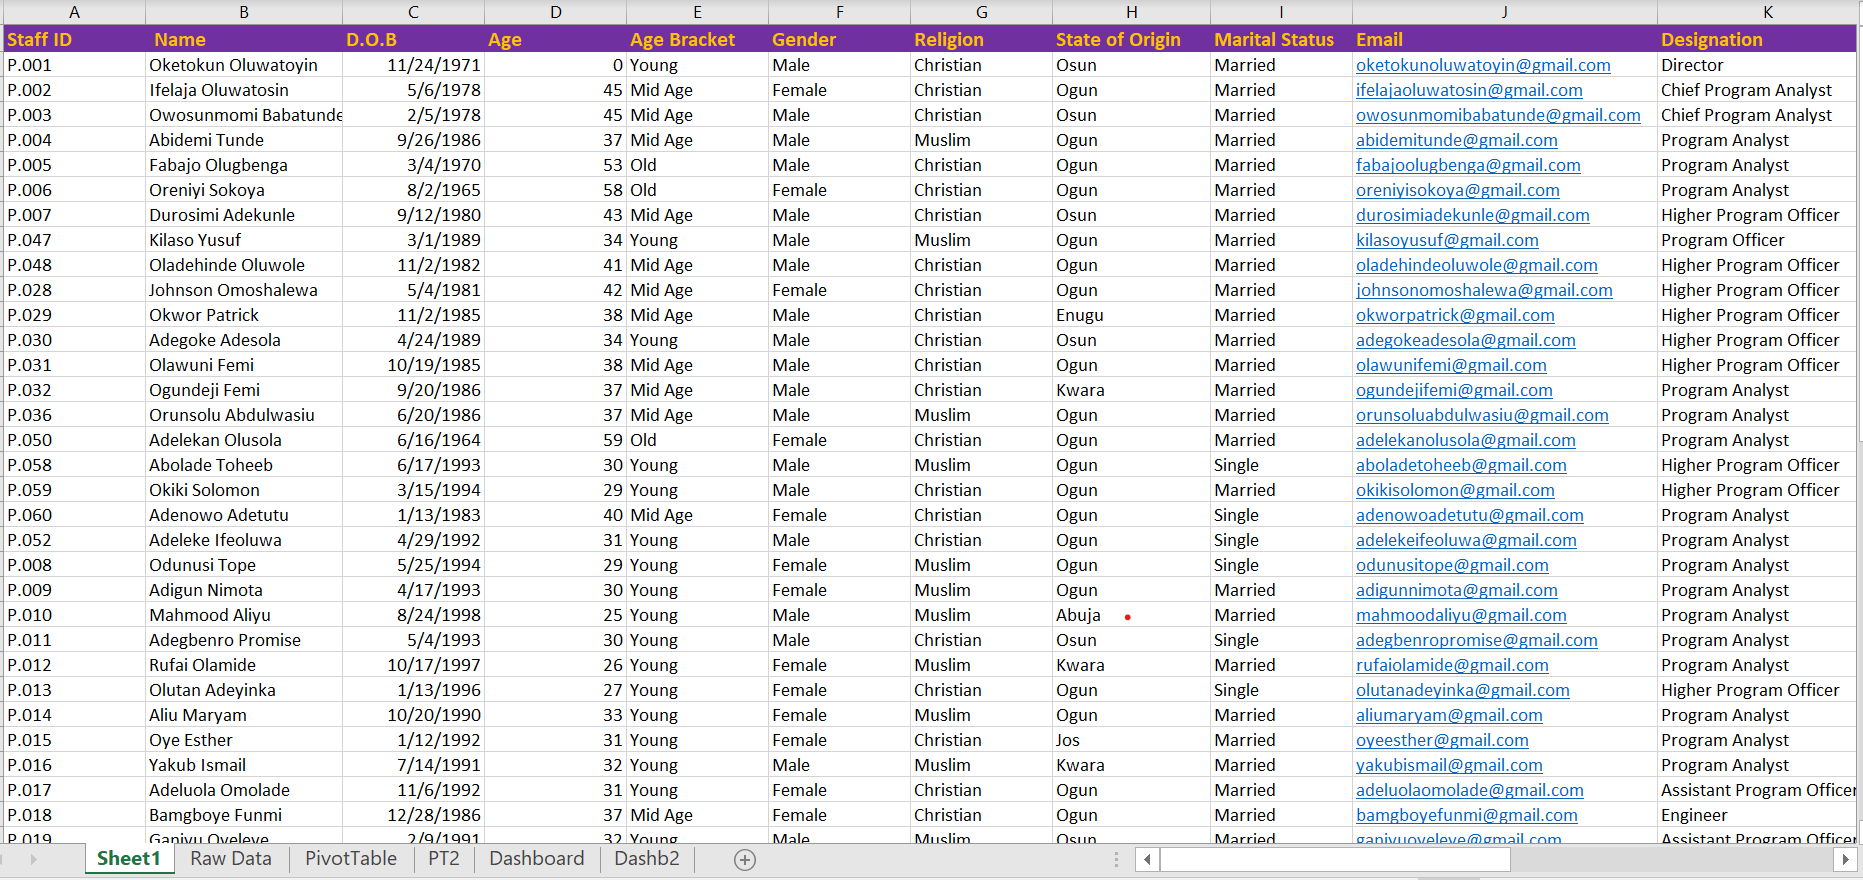 A B C D E F G H I J K
Staff ID Name D.O.B Age Age Bracket Gender Religion State of Origin Marital Status Email Designation
P.001 Oketokun Oluwatoyin 11/24/1971 0 Young Male Christian Osun Married oketokunoluwatoyin@gmail.com Director
P.002 Ifelaja Oluwatosin 5/6/1978 45 Mid Age Female Christian Ogun Married ifelajaoluwatosin@gmail.com Chief Program Analyst
P.003 Owosunmomi Babatunde 2/5/1978 45 Mid Age Male Christian Osun Married owosunmomibabatunde@gmail.com Chief Program Analyst
P.004 Abidemi Tunde 9/26/1986 37 Mid Age Male Muslim Ogun Married abidemitunde@gmail.com Program Analyst
P.005 Fabajo Olugbenga 3/4/1970 53 Old Male Christian Ogun Married fabajoolugbenga@gmail.com Program Analyst
P.006 Oreniyi Sokoya 8/2/1965 58 Old Female Christian Ogun Married oreniyisokoya@gmail.com Program Analyst
P.007 Durosimi Adekunle 9/12/1980 43 Mid Age Male Christian Osun Married durosimiadekunle@gmail.com Higher Program Officer
P.047 Kilaso Yusuf 3/1/1989 34 Young Male Muslim Ogun Married kilasoyusuf@gmail.com Program Officer
P.048 Oladehinde Oluwole 11/2/1982 41 Mid Age Male Christian Ogun Married oladehindeoluwole@gmail.com Higher Program Officer
P.028 Johnson Omoshalewa 5/4/1981 42 Mid Age Female Christian Ogun Married johnsonomoshalewa@gmail.com Higher Program Officer
P.029 Okwor Patrick 11/2/1985 38 Mid Age Male Christian Enugu Married okworpatrick@gmail.com Higher Program Officer
P.030 Adegoke Adesola 4/24/1989 34 Young Male Christian Osun Married adegokeadesola@gmail.com Higher Program Officer
P.031 Olawuni Femi 10/19/1985 38 Mid Age Male Christian Ogun Married olawunifemi@gmail.com Higher Program Officer
P.032 Ogundeji Femi 9/20/1986 37 Mid Age Male Christian Kwara Married ogundejifemi@gmail.com Program Analyst
P.036 Orunsolu Abdulwasiu 6/20/1986 37 Mid Age Male Muslim Ogun Married orunsoluabdulwasiu@gmail.com Program Analyst
P.050 Adelekan Olusola 6/16/1964 59 Old Female Christian Ogun Married adelekanolusola@gmail.com Program Analyst
P.058 Abolade Toheeb 6/17/1993 30 Young Male Muslim Ogun Single aboladetoheeb@gmail.com Higher Program Officer
P.059 Okiki Solomon 3/15/1994 29 Young Male Christian Ogun Married okikisolomon@gmail.com Higher Program Officer
P.060 Adenowo Adetutu 1/13/1983 40 Mid Age Female Christian Ogun Single adenowoadetutu@gmail.com Program Analyst
P.052 Adeleke Ifeoluwa 4/29/1992 31 Young Male Christian Ogun Single adelekeifeoluwa@gmail.com Program Analyst
P.008 Odunusi Tope 5/25/1994 29 Young Female Muslim Ogun Single odunusitope@gmail.com Program Analyst
P.009 Adigun Nimota 4/17/1993 30 Young Female Muslim Ogun Married adigunnimota@gmail.com Program Analyst
P.010 Mahmood Aliyu 8/24/1998 25 Young Male Muslim Abuja Married mahmoodaliyu@gmail.com Program Analyst
P.011 Adegbenro Promise 5/4/1993 30 Young Male Christian Osun Single adegbenropromise@gmail.com Program Analyst
P.012 Rufai Olamide 10/17/1997 26 Young Female Muslim Kwara Married rufaiolamide@gmail.com Program Analyst
P.013 Olutan Adeyinka 1/13/1996 27 Young Female Christian Ogun Single olutanadeyinka@gmail.com Higher Program Officer
P.014 Aliu Maryam 10/20/1990 33 Young Female Muslim Ogun Married aliumaryam@gmail.com Program Analyst
P.015 Oye Esther 1/12/1992 31 Young Female Christian Jos Married oyeesther@gmail.com Program Analyst
P.016 Yakub Ismail 7/14/1991 32 Young Male Muslim Kwara Married yakubismail@gmail.com Program Analyst
P.017 Adeluola Omolade 11/6/1992 31 Young Female Christian Ogun Married adeluolaomolade@gmail.com Assistant Program Officer
P.018 Bamgboye Funmi 12/28/1986 37 Mid Age Female Christian Ogun Married bamgboyefunmi@gmail.com Engineer
P.019 Ganiyu Oyeleye 2/9/1991 32 Young Male Muslim Osun Married ganiyuoyeleye@gmail.com Assistant Program Officer
Sheet1 Raw Data PivotTable PT2 Dashboard Dashb2